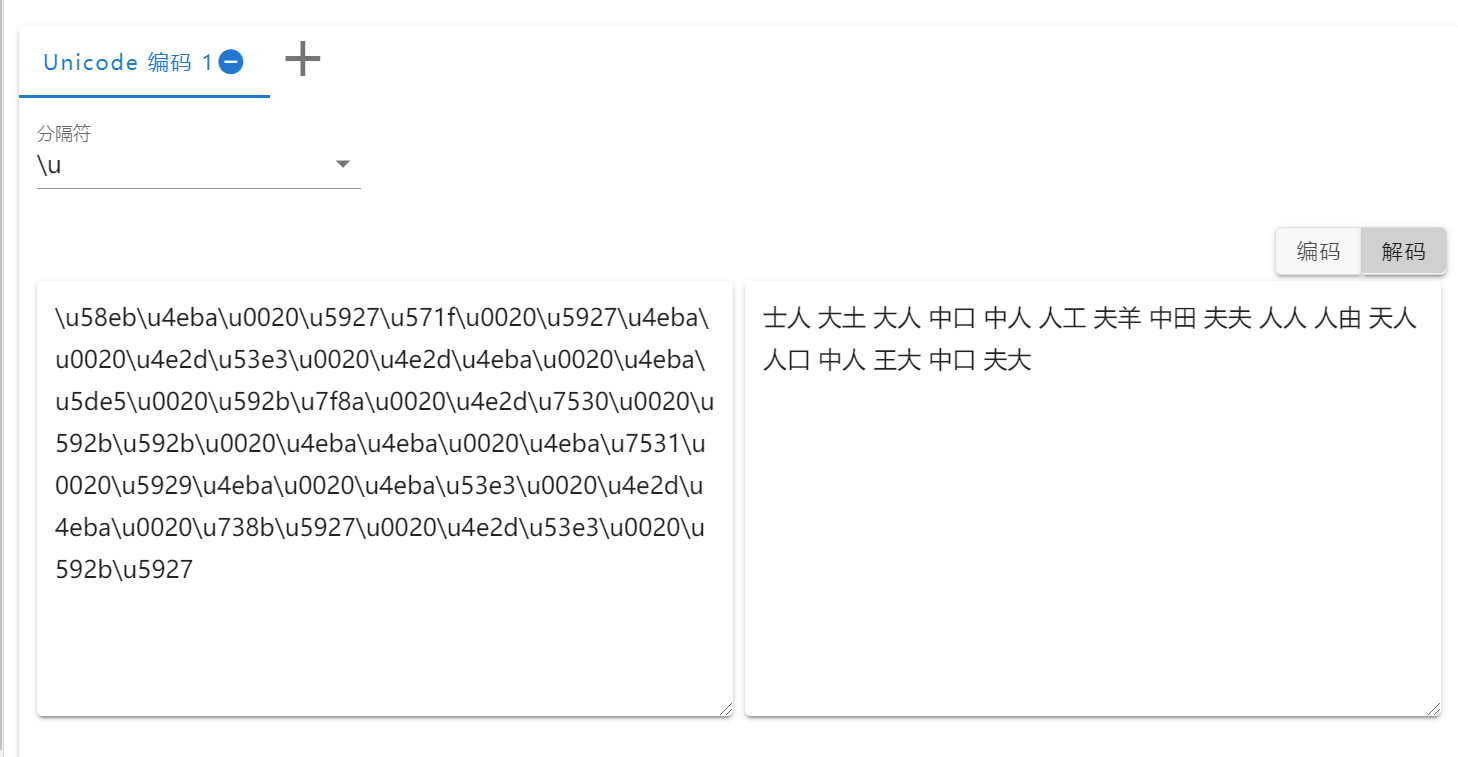 Unicode 编码 1
分隔符
\u
编码 解码
\u58eb\u4eba\u0020\u5927\u571f\u0020\u5927\u4eba\
u0020\u4e2d\u53e3\u0020\u4e2d\u4eba\u0020\u4eba\
u5de5\u0020\u592b\u7f8a\u0020\u4e2d\u7530\u0020\u
592b\u592b\u0020\u4eba\u4eba\u0020\u4eba\u7531\u
0020\u5929\u4eba\u0020\u4eba\u53e3\u0020\u4e2d\u
4eba\u0020\u738b\u5927\u0020\u4e2d\u53e3\u0020\u
592b\u5927
士人 大土 大人 中口 中人 人工 夫羊 中田 夫夫 人人 人由 天人
人口 中人 王大 中口 夫大